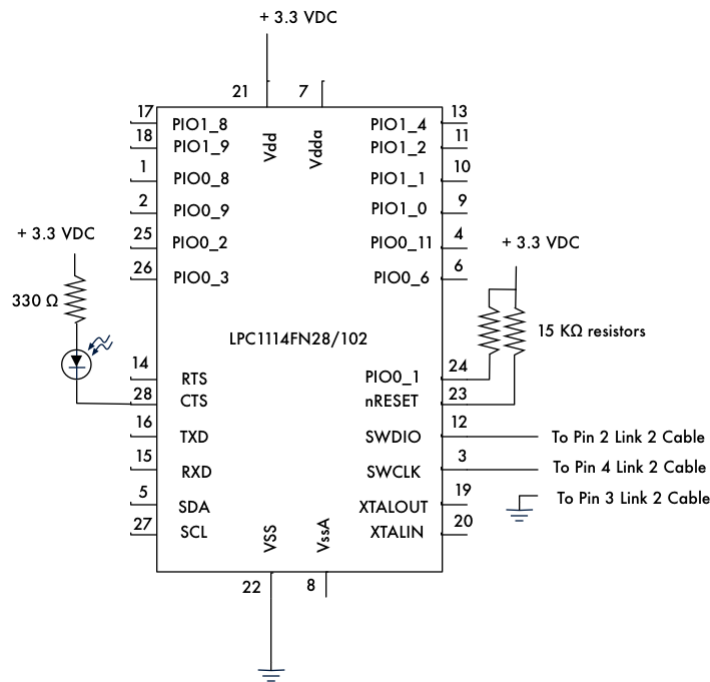 + 3.3 VDC
21
7
17
PIO1_8
Vdd
Vdda
PIO1_4
13
18
PIO1_9
PIO1_2
11
1
PIO0_8
PIO1_1
10
2
PIO0_9
PIO1_0
9
+ 3.3 VDC
25
PIO0_2
PIO0_11
4
+ 3.3 VDC
26
PIO0_3
PIO0_6
6
330 Ω
LPC1114FN28/102
15 KΩ resistors
14
RTS
PIO0_1
24
28
CTS
nRESET
23
16
TXD
SWDIO
12
To Pin 2 Link 2 Cable
15
RXD
SWCLK
3
To Pin 4 Link 2 Cable
5
SDA
XTALOUT
19
To Pin 3 Link 2 Cable
27
SCL
VSS
VssA
XTALIN
20
22
8